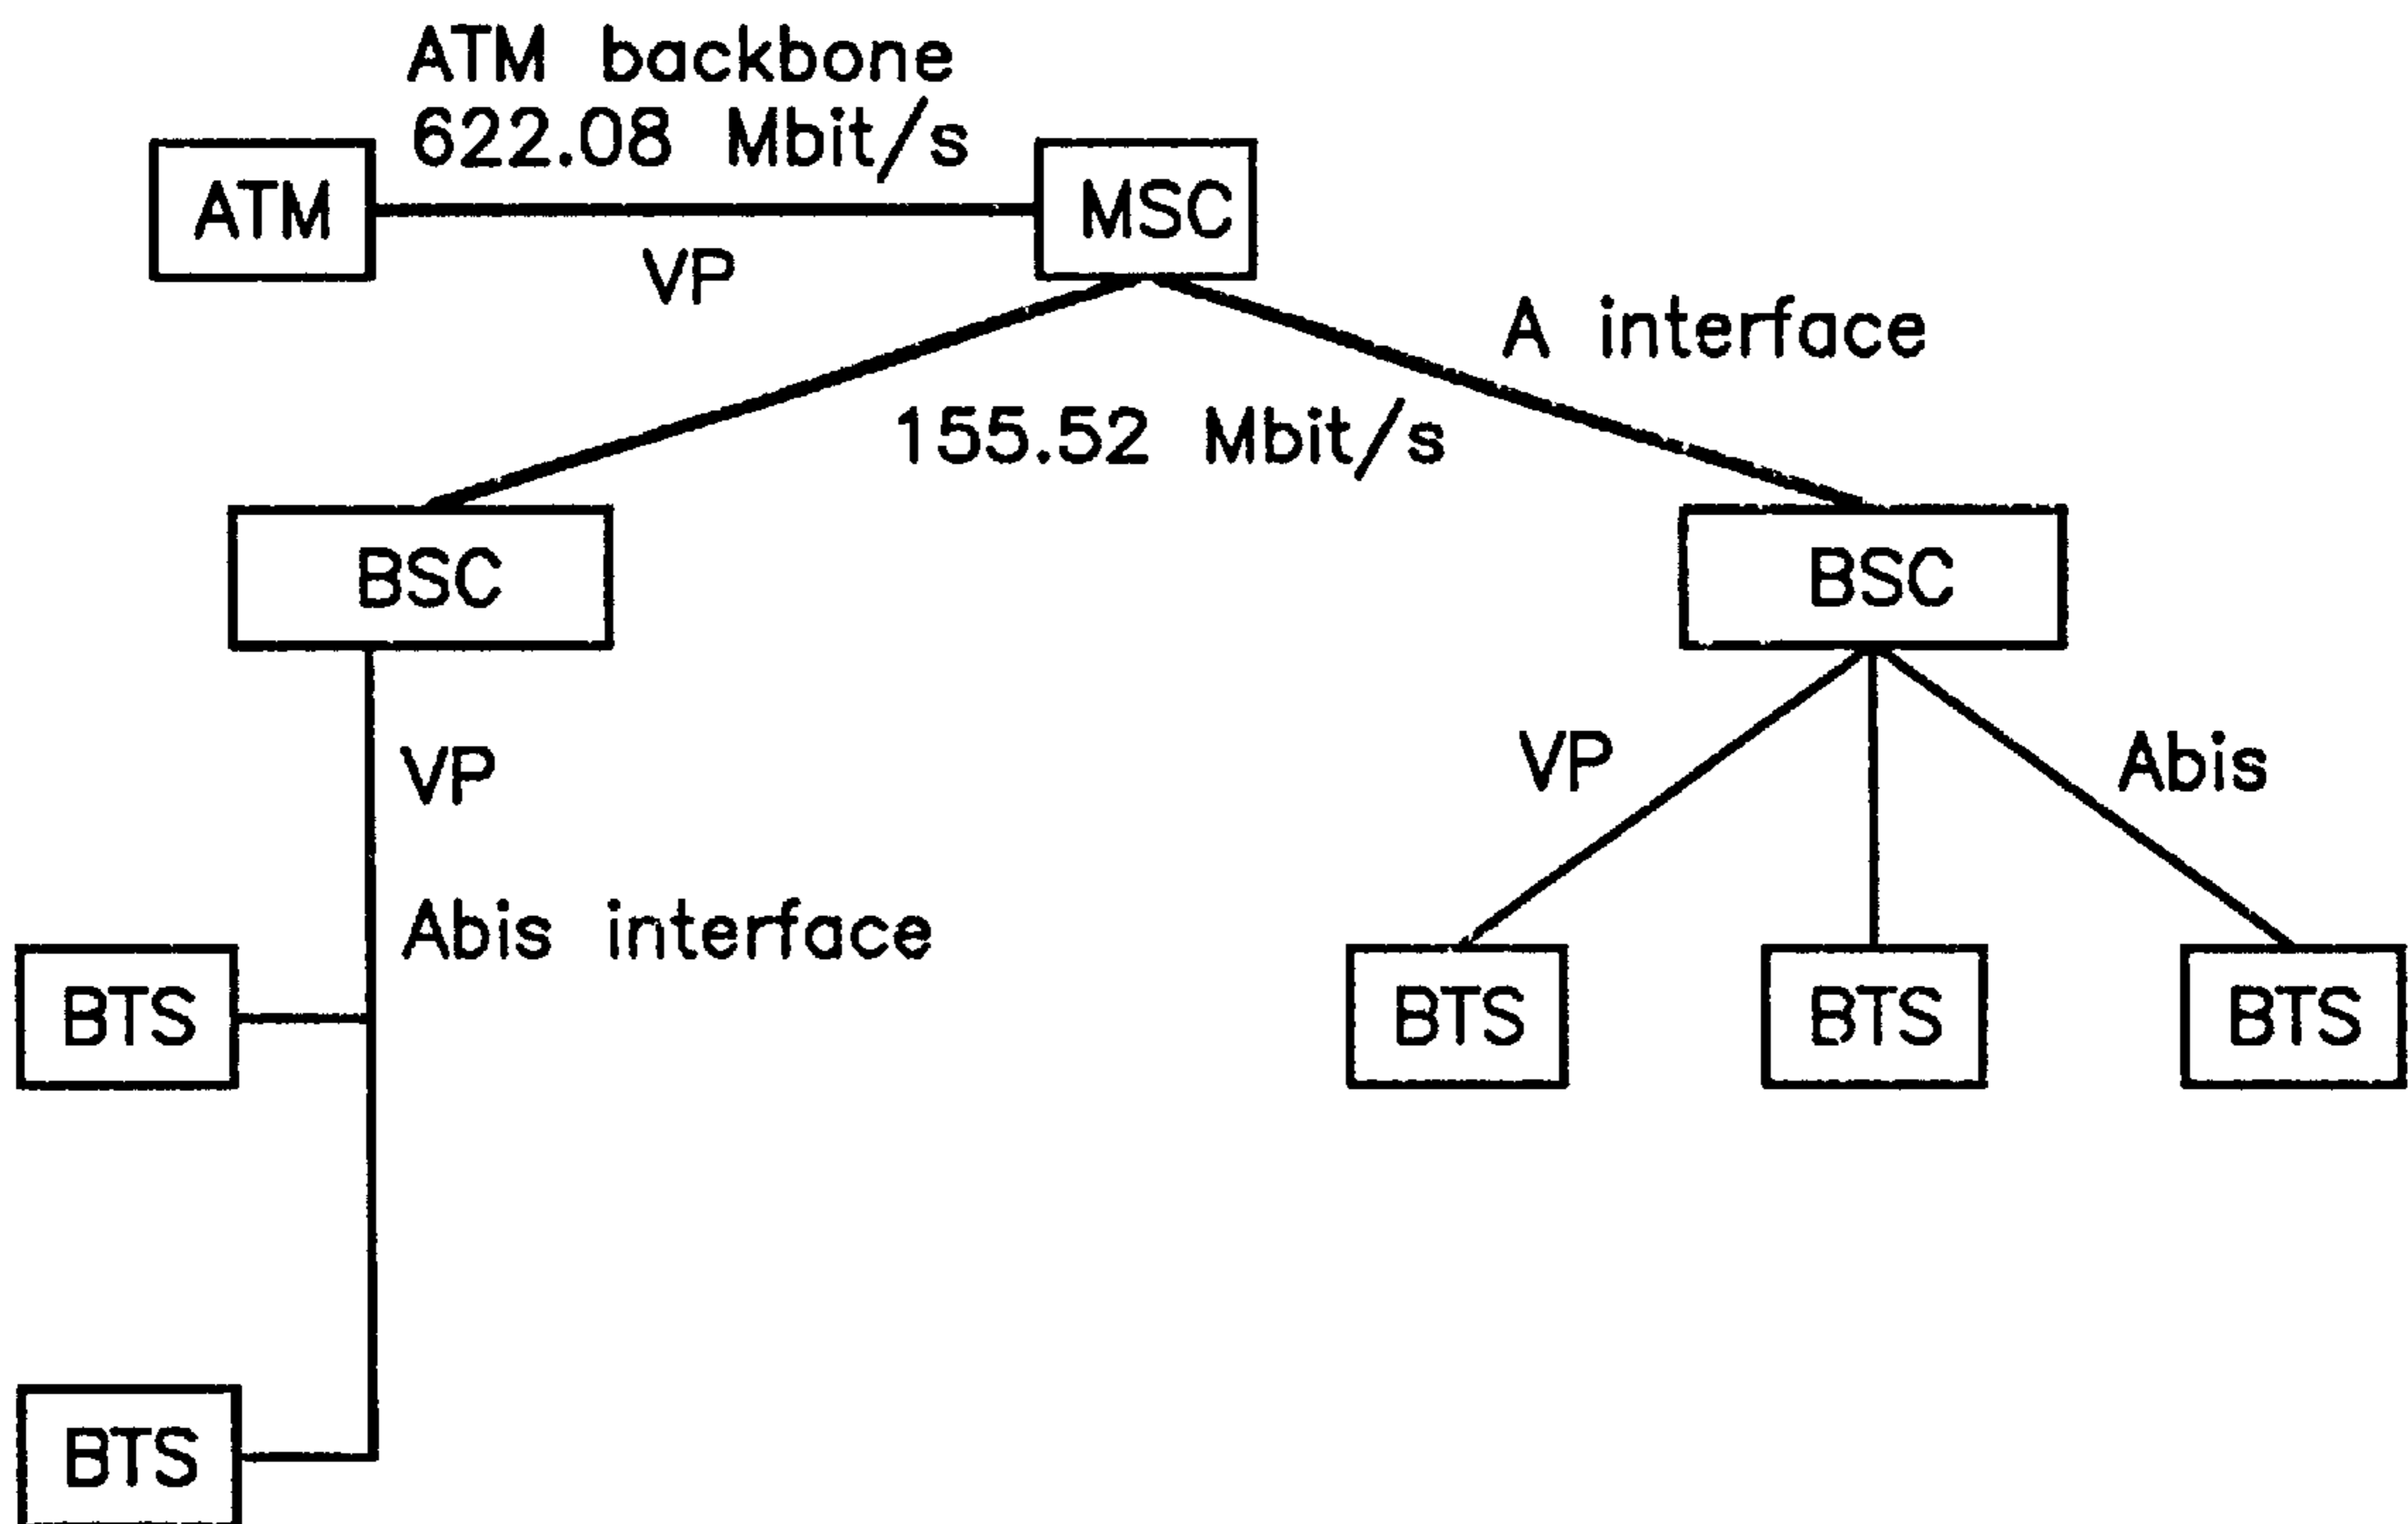 ATM backbone
622.08 Mbit/s
ATM
MSC
VP
A interface
155.52 Mbit/s
BSC
BSC
VP
VP
Abis
Abis interface
BTS
BTS
BTS
BTS
BTS